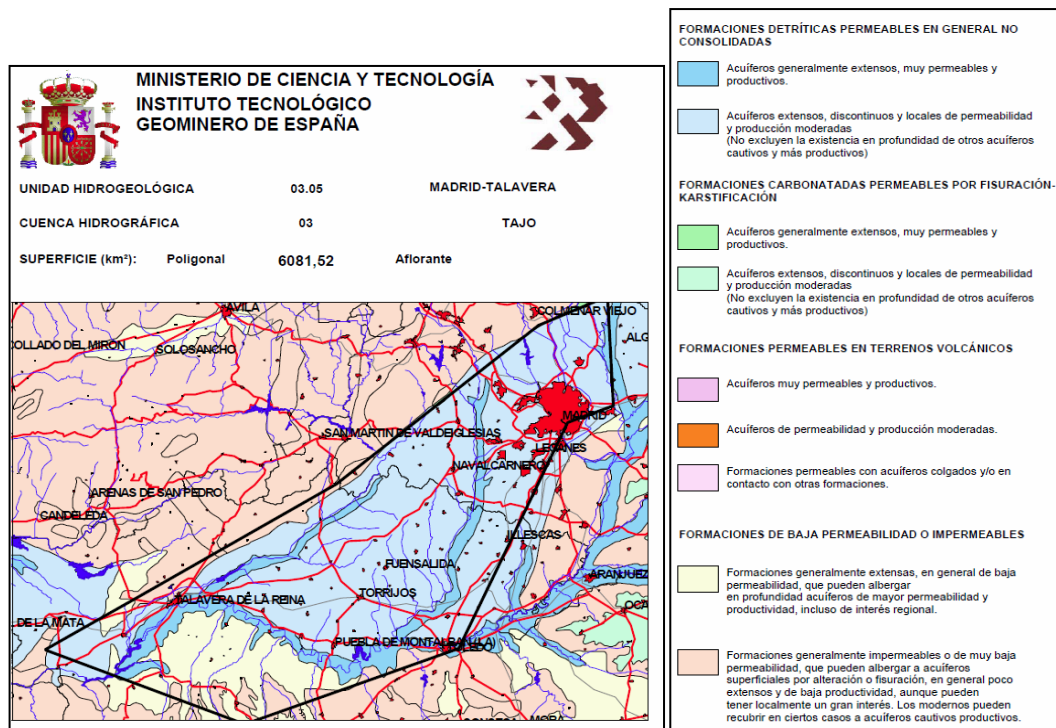 MINISTERIO DE CIENCIA Y TECNOLOGÍA
INSTITUTO TECNOLÓGICO
GEOMINERO DE ESPAÑA
UNIDAD HIDROGEOLÓGICA 03.05 MADRID-TALAVERA
CUENCA HIDROGRÁFICA 03 TAJO
SUPERFICIE (km²): Poligonal 6081,52 Aflorante
AVILA
COLMENAR VIEJO
OLLADO DEL MIRÓN
SOLOSANCHO
ALG
MADRID
SAN MARTIN DE VALDEIGLESIAS
LEGANES
NAVALCARNERO
ARENAS DE SAN PEDRO
CANDELEDA
ILLESCAS
FUENSALIDA
ARANJUEZ
TALAVERA DE LA REINA
TORRIJOS
OCA
DE LA MATA
PUEBLA DE MONTALBAN (LA)
TOLEDO
MORA
FORMACIONES DETRÍTICAS PERMEABLES EN GENERAL NO
CONSOLIDADAS
Acuíferos generalmente extensos, muy permeables y
productivos.
Acuíferos extensos, discontinuos y locales de permeabilidad
y producción moderadas
(No excluyen la existencia en profundidad de otros acuíferos
cautivos y más productivos)
FORMACIONES CARBONATADAS PERMEABLES POR FISURACIÓN-
KARSTIFICACIÓN
Acuíferos generalmente extensos, muy permeables y
productivos.
Acuíferos extensos, discontinuos y locales de permeabilidad
y producción moderadas
(No excluyen la existencia en profundidad de otros acuíferos
cautivos y más productivos)
FORMACIONES PERMEABLES EN TERRENOS VOLCÁNICOS
Acuíferos muy permeables y productivos.
Acuíferos de permeabilidad y producción moderadas.
Formaciones permeables con acuíferos colgados y/o en
contacto con otras formaciones.
FORMACIONES DE BAJA PERMEABILIDAD O IMPERMEABLES
Formaciones generalmente extensas, en general de baja
permeabilidad, que pueden albergar
en profundidad acuíferos de mayor permeabilidad y
productividad, incluso de interés regional.
Formaciones generalmente impermeables o de muy baja
permeabilidad, que pueden albergar a acuíferos
superficiales por alteración o fisuración, en general poco
extensos y de baja productividad, aunque pueden
tener localmente un gran interés. Los modernos pueden
recubrir en ciertos casos a acuíferos cautivos productivos.